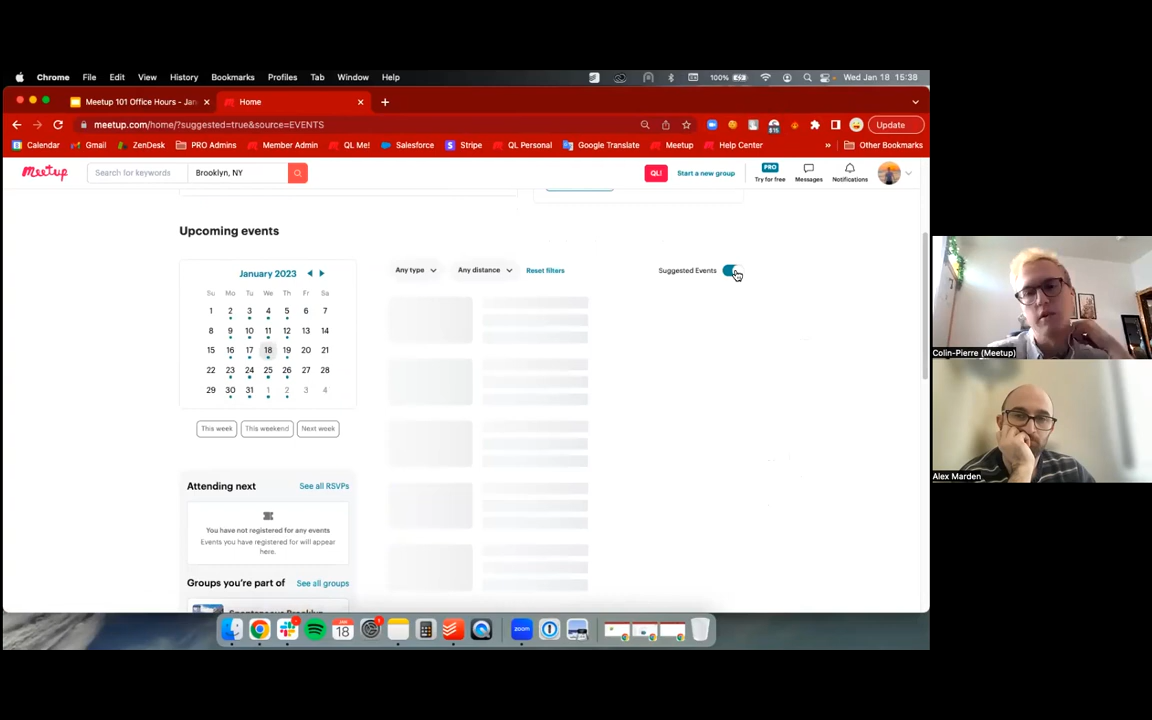 Chrome File Edit View History Bookmarks Profiles Tab Window Help
100% Wed Jan 18 15:38
Meetup 101 Office Hours - Jan
Home
meetup.com/home/?suggested=true&source=EVENTS
Update
Calendar Gmail ZenDesk PRO Admins Member Admin QL Me! Salesforce Stripe QL Personal Google Translate Meetup Help Center » Other Bookmarks
meetup
Search for keywords
Brooklyn, NY
QLI
Start a new group
PRO
Try for free
Messages
Notifications
Upcoming events
January 2023
Any type
Any distance
Reset filters
Suggested Events
Su Mo Tu We Th Fr Sa
1 2 3 4 5 6 7
8 9 10 11 12 13 14
15 16 17 18 19 20 21
22 23 24 25 26 27 28
29 30 31 1 2 3 4
This week This weekend Next week
Attending next
See all RSVPs
You have not registered for any events
Events you have registered for will appear
here.
Groups you're part of
See all groups
Spontaneous Brooklyn
JAN
18
zoom
Colin-Pierre (Meetup)
Alex Marden